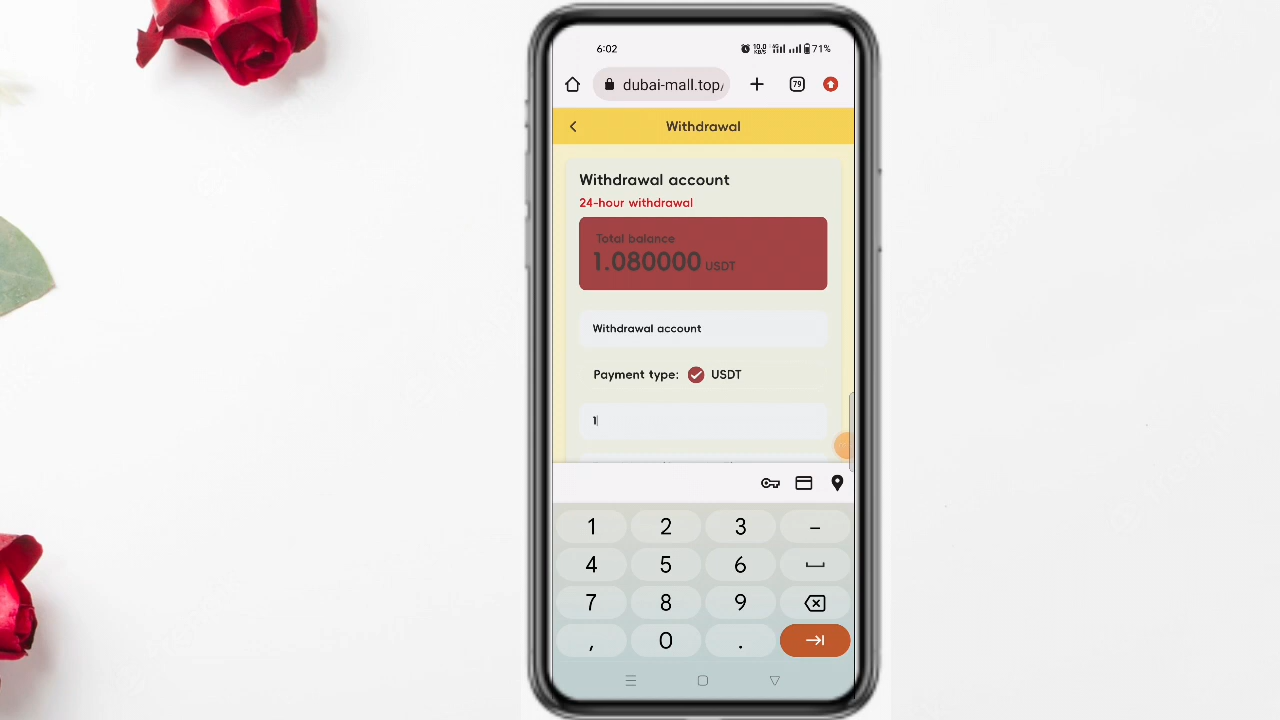 6:02
71%
dubai-mall.top/
79
Withdrawal
Withdrawal account
24-hour withdrawal
Total balance
1.080000 USDT
Withdrawal account
Payment type: USDT
1
1 2 3 –
4 5 6
7 8 9
, 0 .